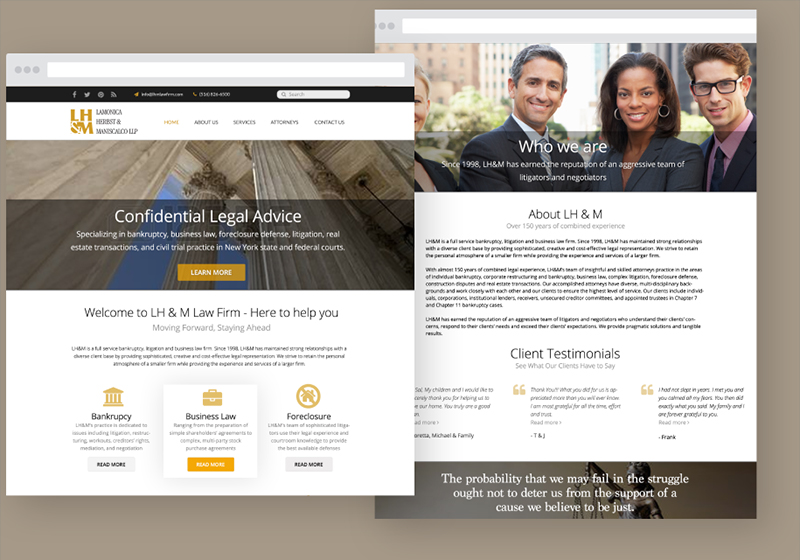 info@lhmlawfirm.com
(516) 826-6500
Search
LH
&M
LAMONICA
HERBST &
MANISCALCO LLP
HOME
ABOUT US
SERVICES
ATTORNEYS
CONTACT US
Confidential Legal Advice
Specializing in bankruptcy, business law, foreclosure defense, litigation, real
estate transactions, and civil trial practice in New York state and federal courts.
LEARN MORE
Welcome to LH & M Law Firm - Here to help you
Moving Forward, Staying Ahead
LH&M is a full service bankruptcy, litigation and business law firm. Since 1998, LH&M has maintained strong relationships with a
diverse client base by providing sophisticated, creative and cost-effective legal representation. We strive to retain the personal
atmosphere of a smaller firm while providing the experience and services of a larger firm.
Bankrupcy
LH&M's practice is dedicated to
issues including litigation, restruc-
turing, workouts, creditors' rights,
mediation, and negotiation
READ MORE
Business Law
Ranging from the preparation of
simple shareholders' agreements to
complex, multi-party stock
purchase agreements
READ MORE
Foreclosure
LH&M's team of sophisticated litiga-
tors use their legal experience and
courtroom knowledge to provide
the best available defenses
READ MORE
Who we are
Since 1998, LH&M has earned the reputation of an aggressive team of
litigators and negotiators
About LH & M
Over 150 years of combined experience
LH&M is a full service bankruptcy, litigation and business law firm. Since 1998, LH&M has maintained strong relationships
with a diverse client base by providing sophisticated, creative and cost-effective legal representation. We strive to retain
the personal atmosphere of a smaller firm while providing the experience and services of a larger firm.
With almost 150 years of combined legal experience, LH&M's team of insightful and skilled attorneys practice in the areas
of individual bankruptcy, corporate restructuring and bankruptcy, business law, complex litigation, foreclosure defense,
construction disputes and real estate transactions. Our accomplished attorneys have diverse, multi-disciplinary back-
grounds and work closely with each other and our clients to ensure the highest level of service. Our clients include individ-
uals, corporations, institutional lenders, receivers, unsecured creditor committees, and appointed trustees in Chapter 7
and Chapter 11 bankruptcy cases.
LH&M has earned the reputation of an aggressive team of litigators and negotiators who understand their clients' con-
cerns, respond to their clients' needs and exceed their clients' expectations. We provide pragmatic solutions and tangible
results.
Client Testimonials
See What Our Clients Have to Say
Sal, My children and I would like to
thank you for helping us to
our home. You truly are a good
Read more >
Michael & Family
Thank You!! What you did for us is ap
preciated more than you will ever know
I am most grateful for all the time, effort
and trust.
Read more >
- T & J
I had not slept in years. I met you and
you calmed all my fears. You then did
exactly what you said. My family and I
are forever grateful to you.
Read more >
- Frank
The probability that we may fail in the struggle
ought not to deter us from the support of a
cause we believe to be just.